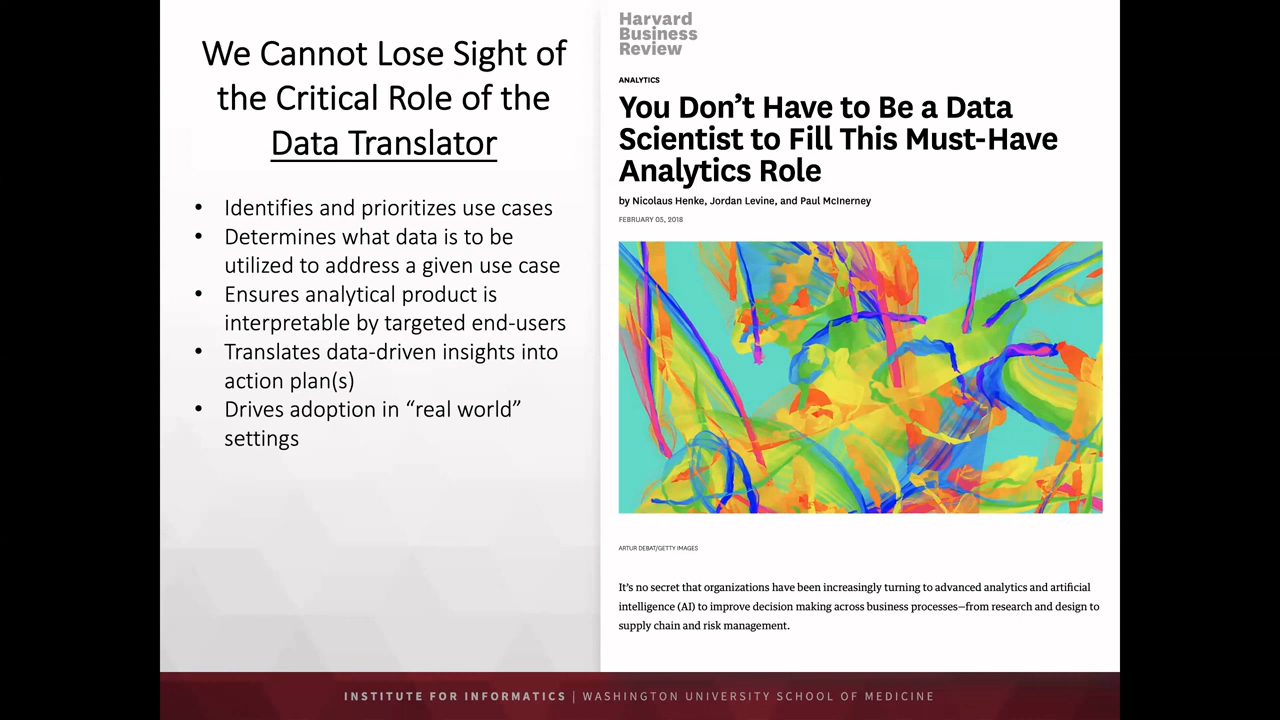 We Cannot Lose Sight of
the Critical Role of the
Data Translator
• Identifies and prioritizes use cases
• Determines what data is to be
utilized to address a given use case
• Ensures analytical product is
interpretable by targeted end-users
• Translates data-driven insights into
action plan(s)
• Drives adoption in “real world”
settings
Harvard
Business
Review
ANALYTICS
You Don’t Have to Be a Data
Scientist to Fill This Must-Have
Analytics Role
by Nicolaus Henke, Jordan Levine, and Paul McInerney
FEBRUARY 05, 2018
ARTUR DEBAT/GETTY IMAGES
It’s no secret that organizations have been increasingly turning to advanced analytics and artificial
intelligence (AI) to improve decision making across business processes—from research and design to
supply chain and risk management.
INSTITUTE FOR INFORMATICS | WASHINGTON UNIVERSITY SCHOOL OF MEDICINE